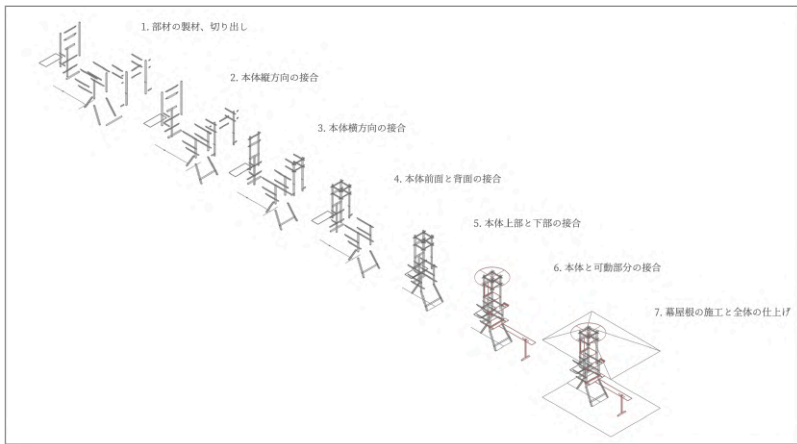 1. 部材の製材、切り出し
2. 本体縦方向の接合
3. 本体横方向の接合
4. 本体前面と背面の接合
5. 本体上部と下部の接合
6. 本体と可動部分の接合
7. 幕屋根の施工と全体の仕上げ